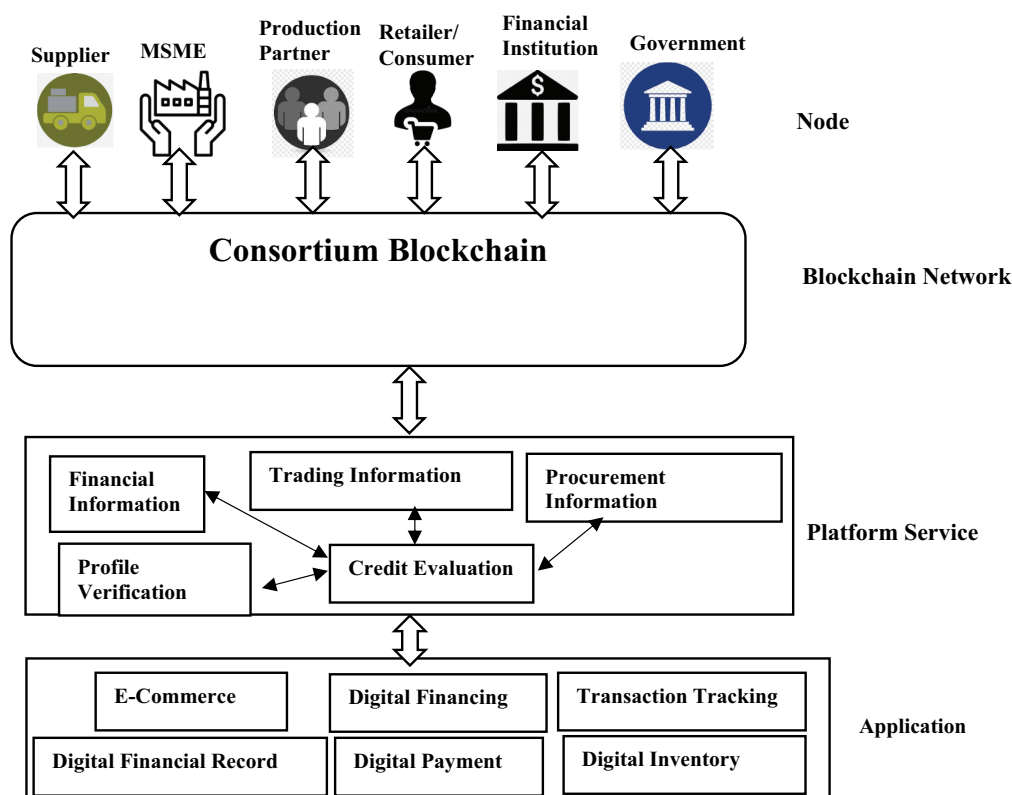 Supplier
MSME
Production
Partner
Retailer/
Consumer
Financial
Institution
Government
Node
$
Consortium Blockchain
Blockchain Network
Financial
Information
Trading Information
Procurement
Information
Platform Service
Profile
Verification
Credit Evaluation
E-Commerce
Digital Financing
Transaction Tracking
Application
Digital Financial Record
Digital Payment
Digital Inventory